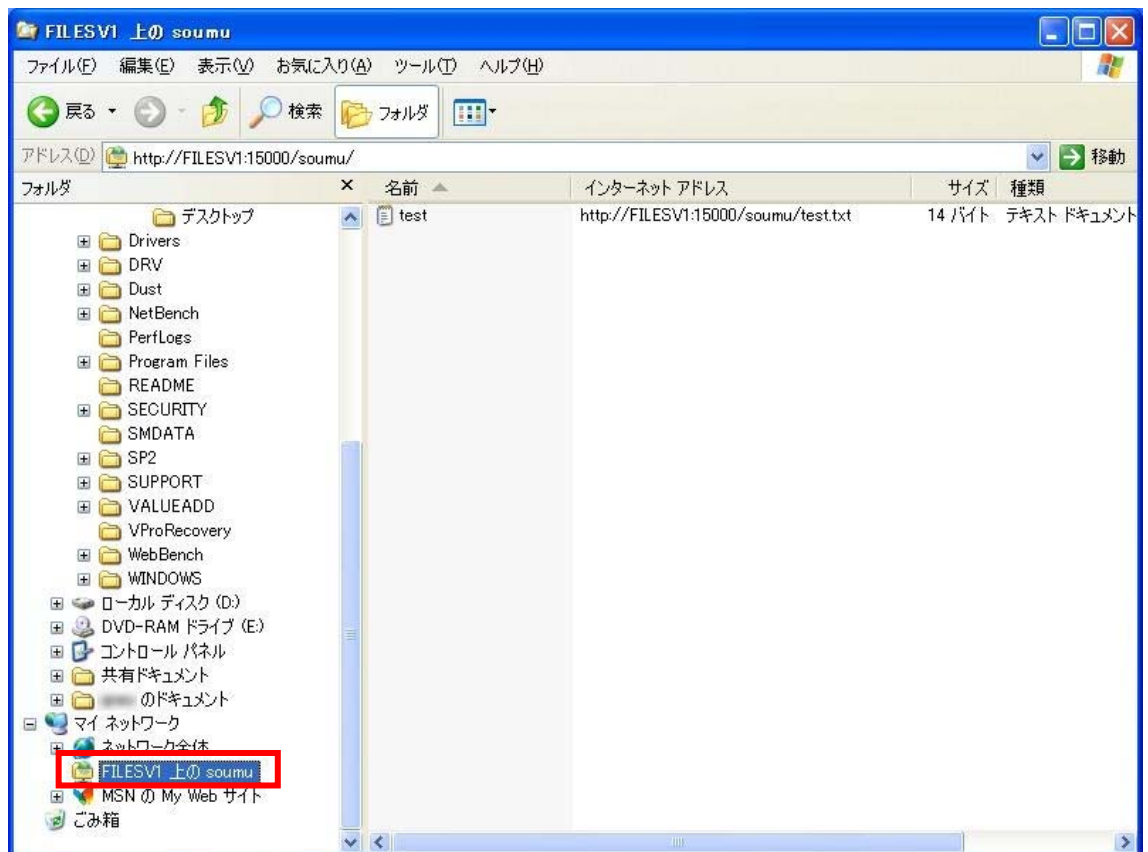 FILESV1 上の soumu
ファイル(F) 編集(E) 表示(V) お気に入り(A) ツール(T) ヘルプ(H)
戻る 検索 フォルダ
アドレス(D) http://FILESV1:15000/soumu/ 移動
フォルダ 名前 インターネット アドレス サイズ 種類
デスクトップ test http://FILESV1:15000/soumu/test.txt 14 バイト テキスト ドキュメント
Drivers
DRV
Dust
NetBench
PerfLogs
Program Files
README
SECURITY
SMDATA
SP2
SUPPORT
VALUEADD
VProRecovery
WebBench
WINDOWS
ローカル ディスク (D:)
DVD-RAM ドライブ (E:)
コントロール パネル
共有ドキュメント
のドキュメント
マイ ネットワーク
ネットワーク全体
FILESV1 上の soumu
MSN の My Web サイト
ごみ箱